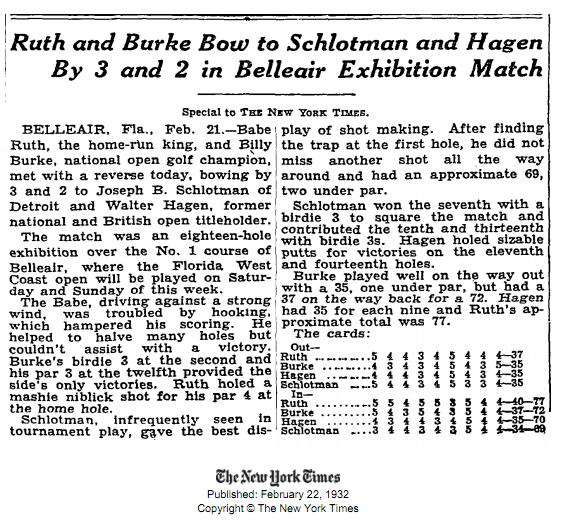 Ruth and Burke Bow to Schlotman and Hagen
By 3 and 2 in Belleair Exhibition Match
Special to THE NEW YORK TIMES.
BELLEAIR, Fla., Feb. 21.—Babe
Ruth, the home-run king, and Billy
Burke, national open golf champion,
met with a reverse today, bowing by
3 and 2 to Joseph B. Schlotman of
Detroit and Walter Hagen, former
national and British open titleholder.
The match was an eighteen-hole
exhibition over the No. 1 course of
Belleair, where the Florida West
Coast open will be played on Satur-
day and Sunday of this week.
The Babe, driving against a strong
wind, was troubled by hooking,
which hampered his scoring. He
helped to halve many holes but
couldn't assist with a victory.
Burke's birdie 3 at the second and
his par 3 at the twelfth provided the
side's only victories. Ruth holed a
mashie niblick shot for his par 4 at
the home hole.
Schlotman, infrequently seen in
tournament play, gave the best dis-
play of shot making. After finding
the trap at the first hole, he did not
miss another shot all the way
around and had an approximate 69,
two under par.
Schlotman won the seventh with a
birdie 3 to square the match and
contributed the tenth and thirteenth
with birdie 3s. Hagen holed sizable
putts for victories on the eleventh
and fourteenth holes.
Burke played well on the way out
with a 35, one under par, but had a
37 on the way back for a 72. Hagen
had 35 for each nine and Ruth's ap-
proximate total was 77.
The cards:
Out—
Ruth ..........5 4 4 3 4 5 4 4 4—37
Burke ..........4 3 4 3 4 5 4 3 5—35
Hagen ..........4 4 4 3 4 5 4 3 4—35
Schlotman .....5 4 4 3 4 5 3 3 4—35
In—
Ruth ..........5 5 4 5 5 3 5 4 4—40—77
Burke ..........5 4 3 5 4 3 5 4 4—37—72
Hagen ..........4 3 4 5 4 5 4 4—35—70
Schlotman ....3 4 4 3 4 3 5 4 4—34—69
The New York Times
Published: February 22, 1932
Copyright © The New York Times